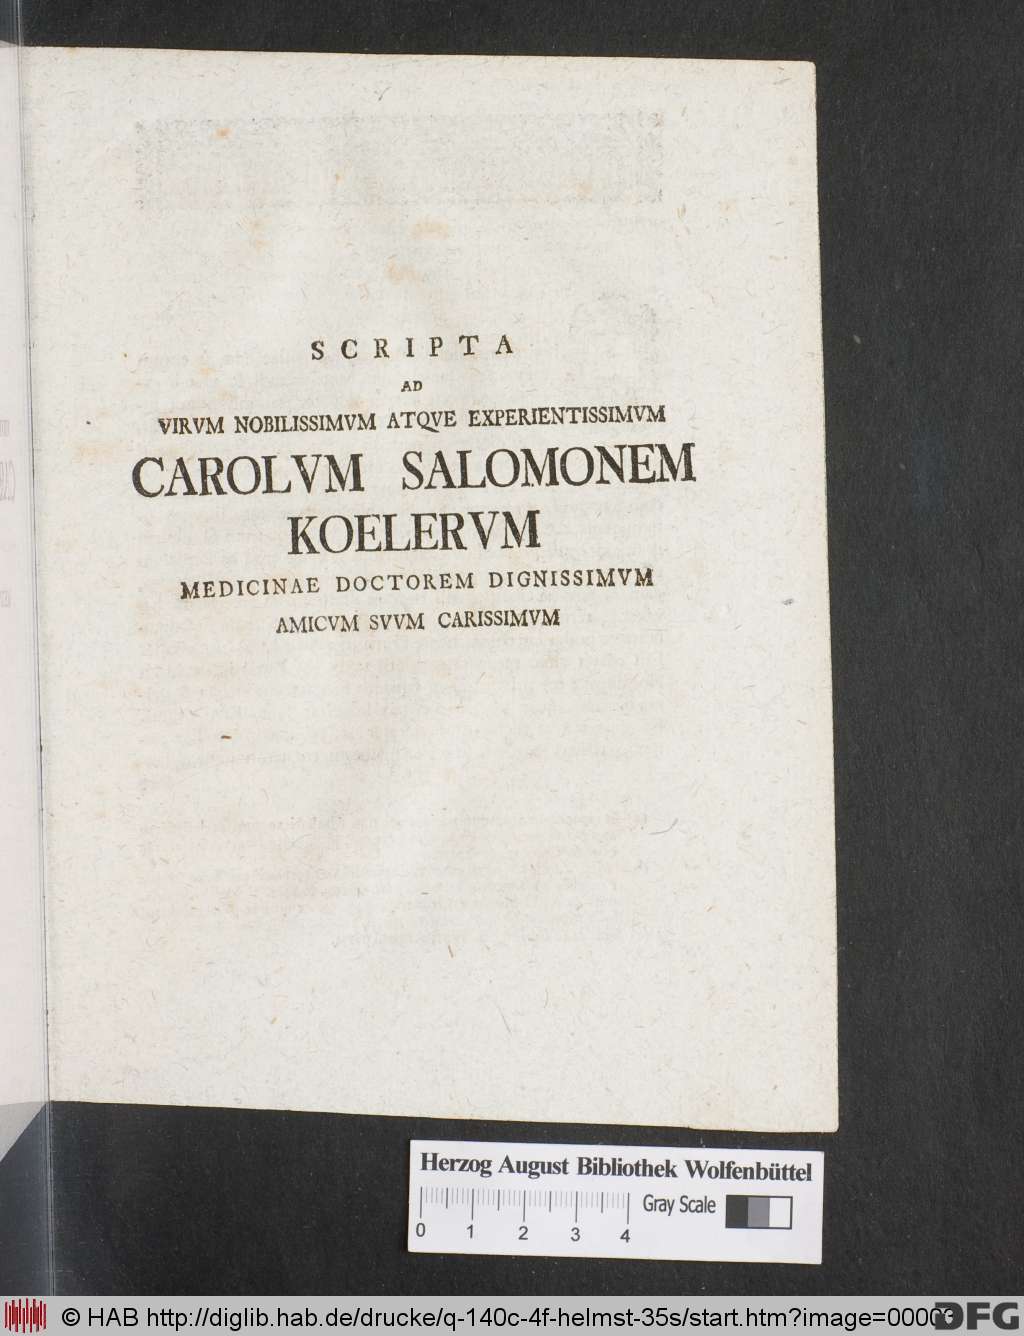 SCRIPTA
AD
VIRVM NOBILISSIMVM ATQVE EXPERIENTISSIMVM
CAROLVM SALOMONEM
KOELERVM
MEDICINAE DOCTOREM DIGNISSIMVM
AMICVM SVVM CARISSIMVM
Herzog August Bibliothek Wolfenbüttel
Gray Scale
0 1 2 3 4
© HAB http://diglib.hab.de/drucke/q-140c-4f-helmst-35s/start.htm?image=00003
DFG